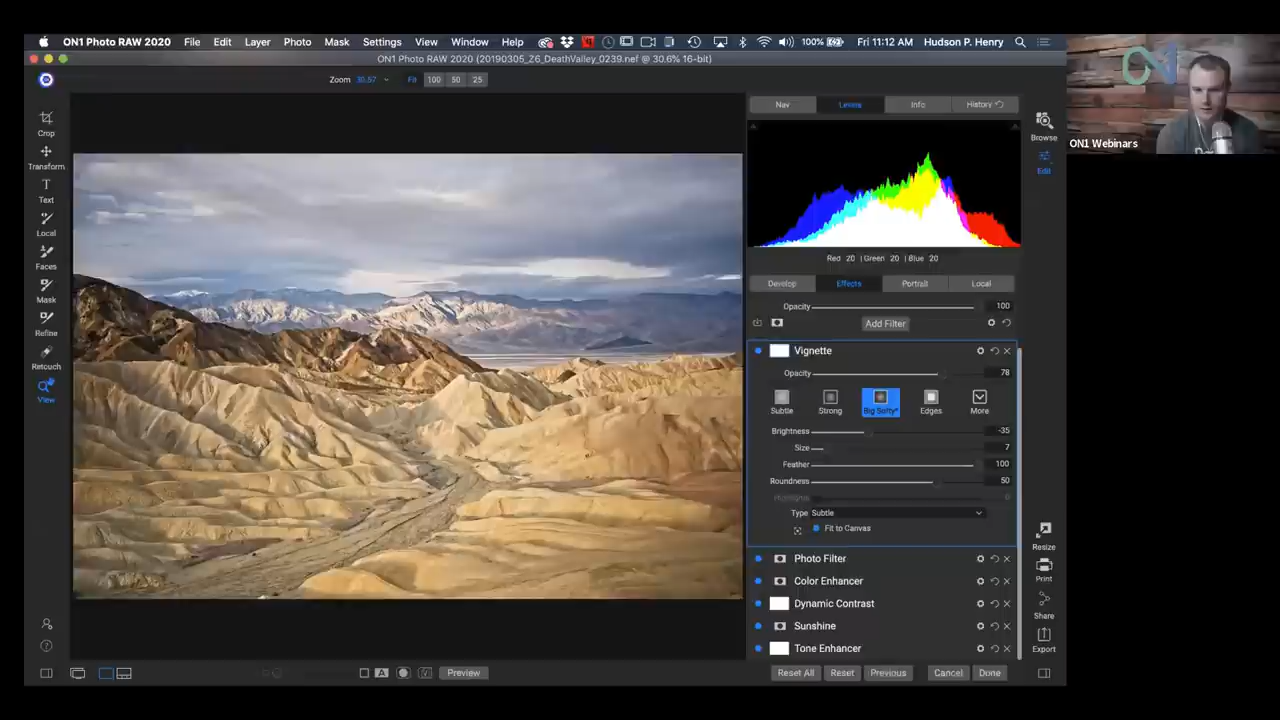 ON1 Photo RAW 2020 File Edit Layer Photo Mask Settings View Window Help 100% Fri 11:12 AM Hudson P. Henry
ON1 Photo RAW 2020 (20190305_Z6_DeathValley_0239.nef @ 30.6% 16-bit)
Zoom 30.57 Fit 100 50 25
Crop
Transform
Text
Local
Faces
Mask
Refine
Retouch
View
Nav Levels Info History
Red 20 | Green 20 | Blue 20
Develop Effects Portrait Local
Opacity 100
Add Filter
Vignette
Opacity 78
Subtle Strong Big Softy* Edges More
Brightness -35
Size 7
Feather 100
Roundness 50
Highlights 0
Type Subtle
Fit to Canvas
Photo Filter
Color Enhancer
Dynamic Contrast
Sunshine
Tone Enhancer
A Preview Reset All Reset Previous Cancel Done
Browse
Edit
Resize
Print
Share
Export
ON1 Webinars